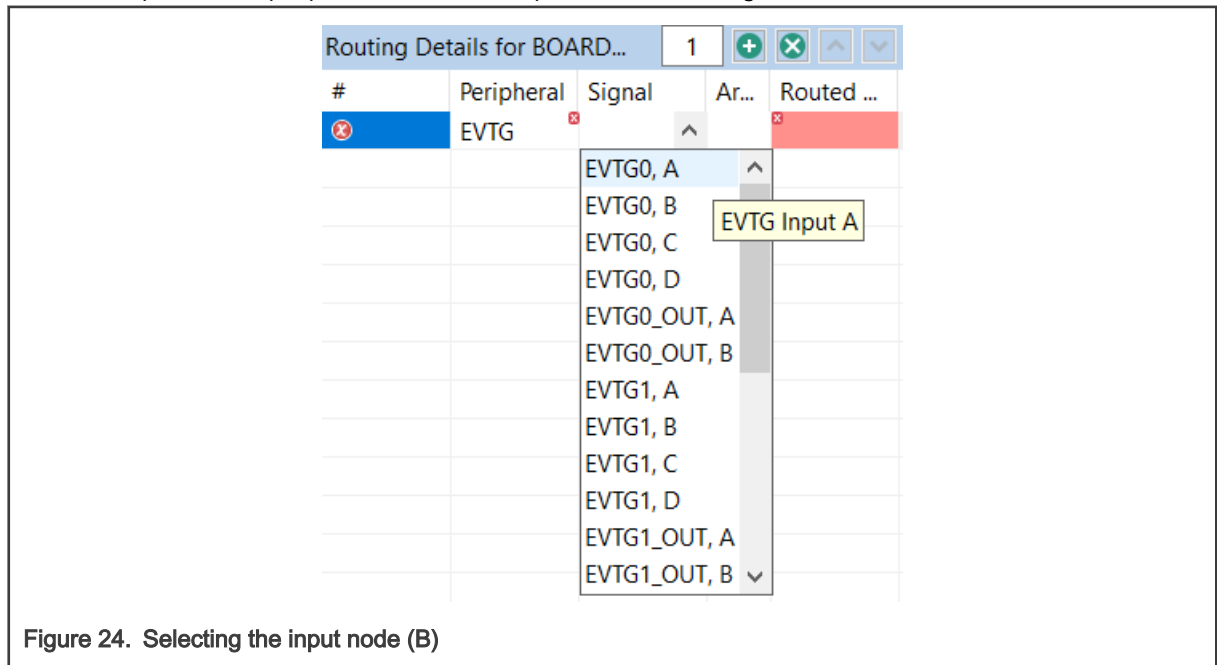 Routing Details for BOARD... 1
# Peripheral Signal Ar... Routed ...
EVTG
EVTG0, A
EVTG0, B
EVTG Input A
EVTG0, C
EVTG0, D
EVTG0_OUT, A
EVTG0_OUT, B
EVTG1, A
EVTG1, B
EVTG1, C
EVTG1, D
EVTG1_OUT, A
EVTG1_OUT, B
Figure 24. Selecting the input node (B)